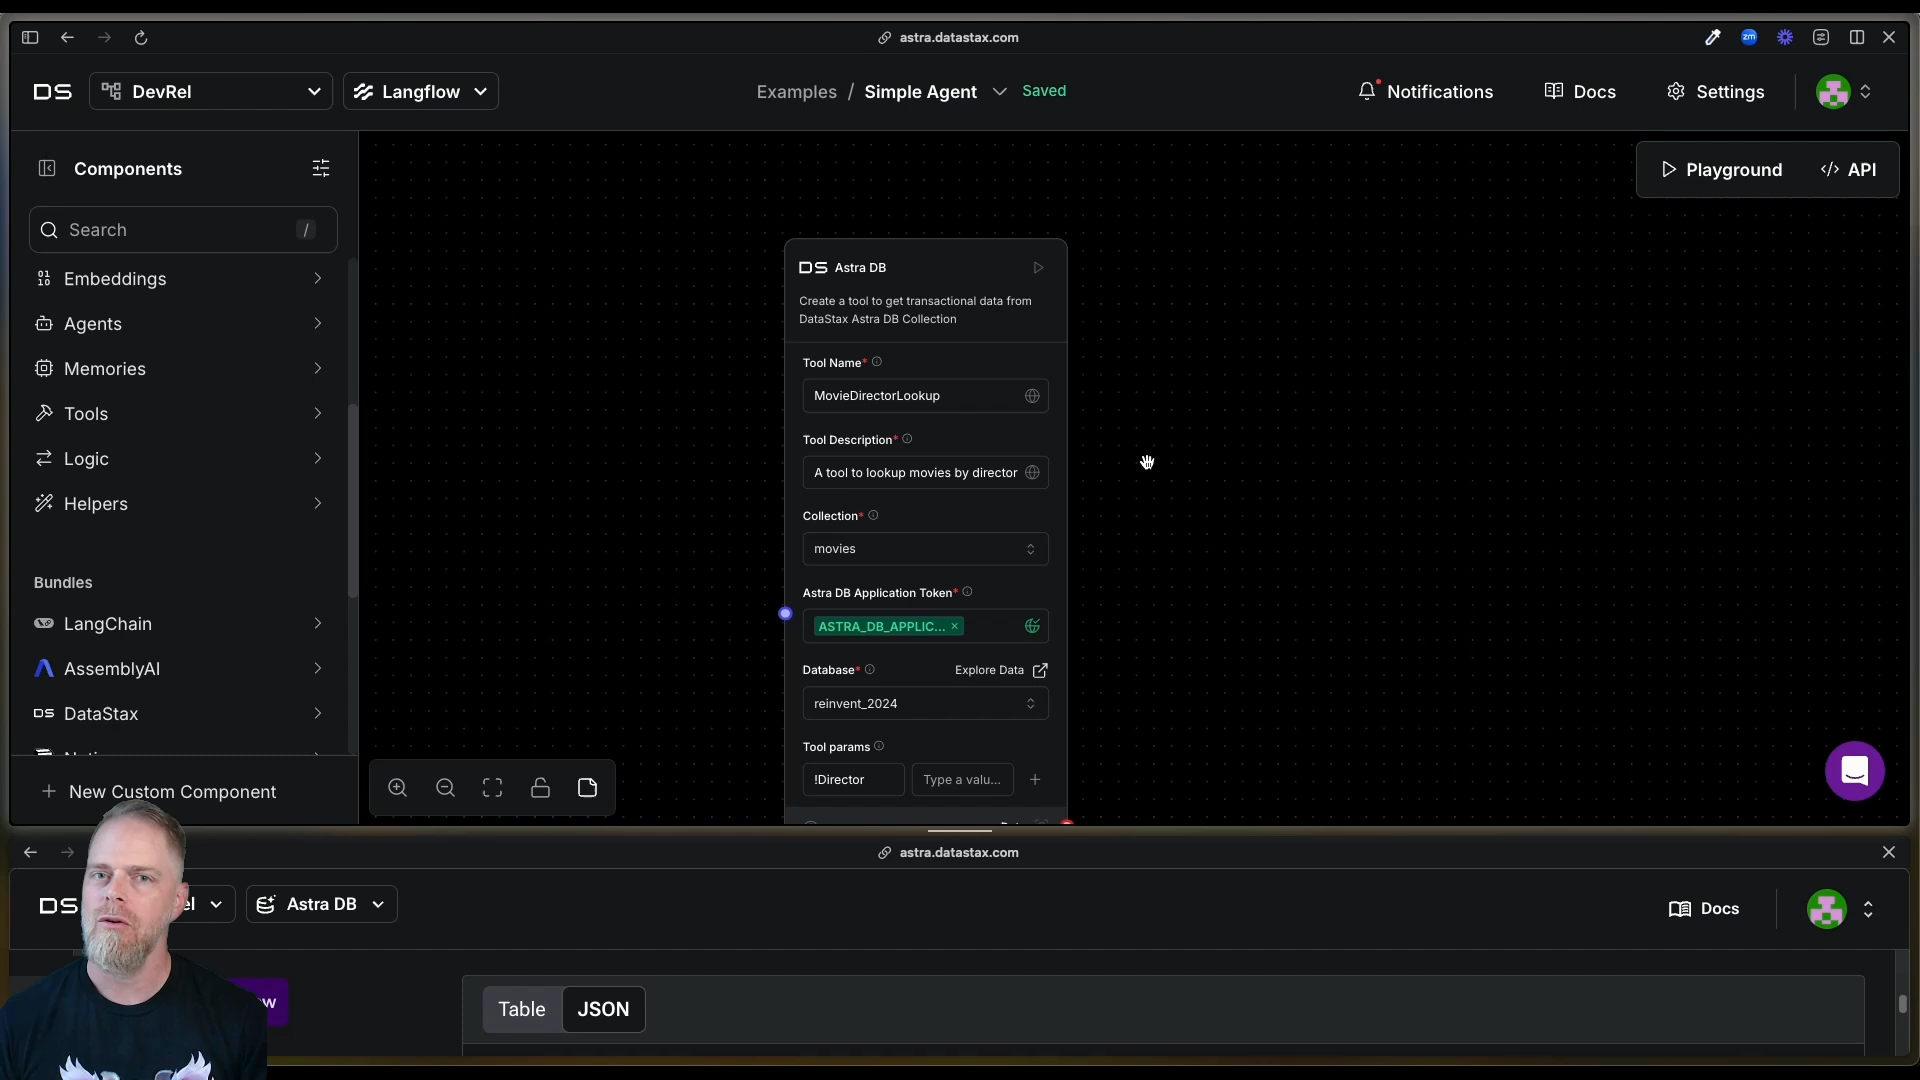 astra.datastax.com
zm
DS DevRel Langflow
Examples / Simple Agent Saved
Notifications Docs Settings
Components
Search /
Embeddings
Agents
Memories
Tools
Logic
Helpers
Bundles
LangChain
AssemblyAI
DS DataStax
+ New Custom Component
Playground </> API
DS Astra DB
Create a tool to get transactional data from
DataStax Astra DB Collection
Tool Name*
MovieDirectorLookup
Tool Description*
A tool to lookup movies by director
Collection*
movies
Astra DB Application Token*
ASTRA_DB_APPLIC... ×
Database* Explore Data
reinvent_2024
Tool params
!Director Type a valu... +
astra.datastax.com
DS Astra DB
Docs
Table JSON